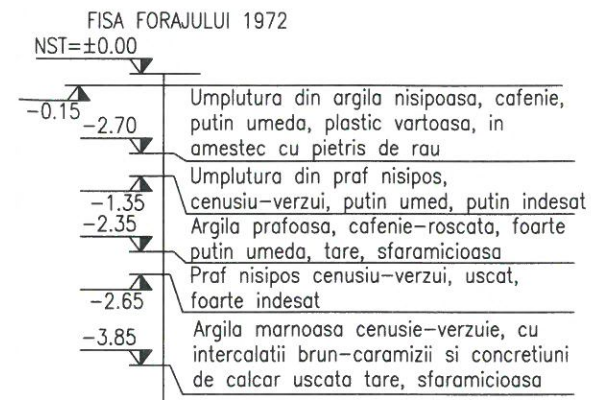 FISA FORAJULUI 1972
NST=±0.00
-0.15
Umplutura din argila nisipoasa, cafenie,
-2.70
putin umeda, plastic vartoasa, in
amestec cu pietris de rau
Umplutura din praf nisipos,
-1.35
cenusiu-verzui, putin umed, putin indesat
-2.35
Argila prafoasa, cafenie-roscata, foarte
putin umeda, tare, sfaramicioasa
Praf nisipos cenusiu-verzui, uscat,
-2.65
foarte indesat
-3.85
Argila marnoasa cenusie-verzuie, cu
intercalatii brun-caramizii si concretiuni
de calcar uscata tare, sfaramicioasa